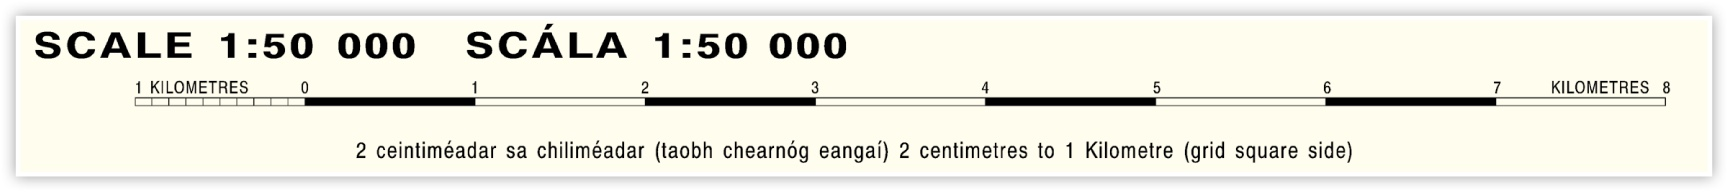 SCALE 1:50 000 SCÁLA 1:50 000
1 KILOMETRES 0 1 2 3 4 5 6 7 KILOMETRES 8
2 ceintiméadar sa chiliméadar (taobh chearnóg eangaí) 2 centimetres to 1 Kilometre (grid square side)